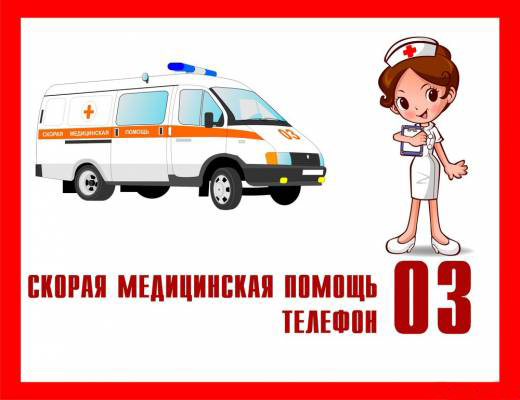 СКОРАЯ МЕДИЦИНСКАЯ ПОМОЩЬ
03
СКОРАЯ МЕДИЦИНСКАЯ ПОМОЩЬ 03
ТЕЛЕФОН